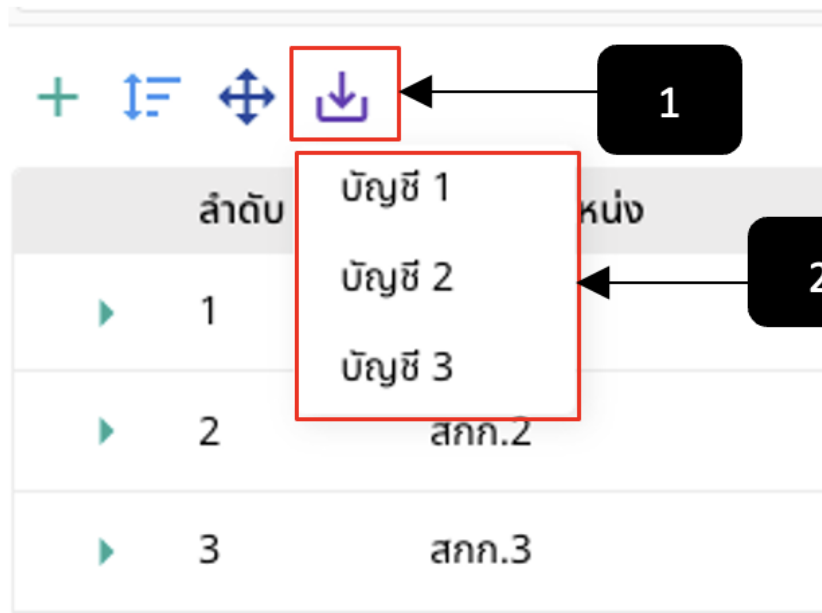 1
บัญชี 1
ลำดับ หน่ง
บัญชี 2
2
1
บัญชี 3
2 สกก.2
3 สกก.3